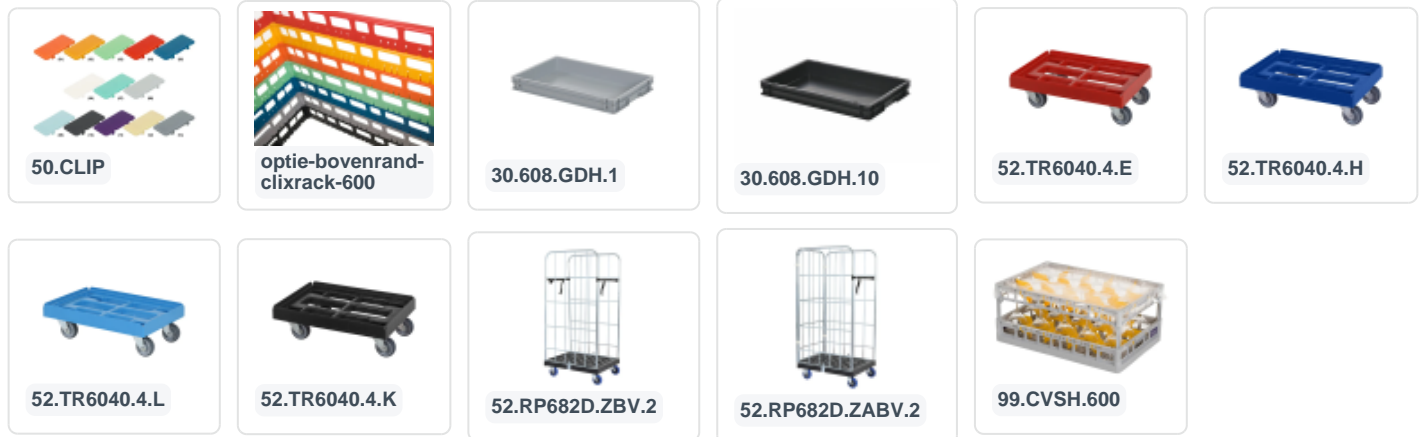 50.CLIP
optie-bovenrand-
clixrack-600
30.608.GDH.1
30.608.GDH.10
52.TR6040.4.E
52.TR6040.4.H
52.TR6040.4.L
52.TR6040.4.K
52.RP682D.ZBV.2
52.RP682D.ZABV.2
99.CVSH.600